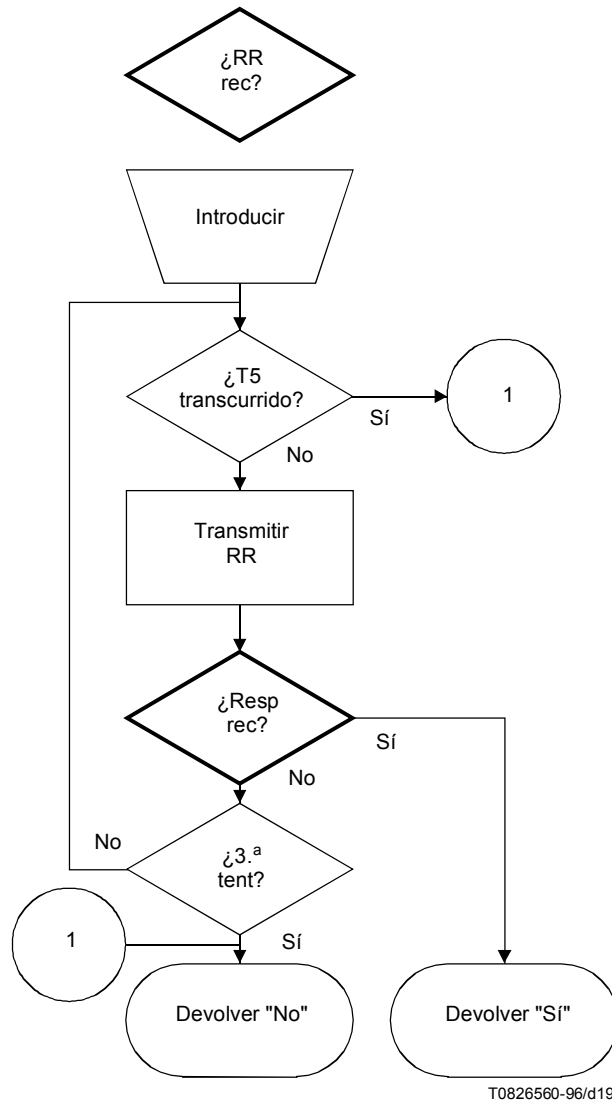 ¿RR
rec?
Introducir
¿T5
transcurrido?
Sí
1
No
Transmitir
RR
¿Resp
rec?
Sí
No
No
¿3.ª
tent?
1
Sí
Devolver "No"
Devolver "Sí"
T0826560-96/d19